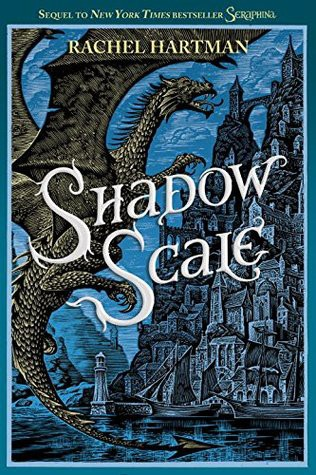 SEQUEL TO NEW YORK TIMES BESTSELLER SERAPHINA
RACHEL HARTMAN
SHADOW
SCALE